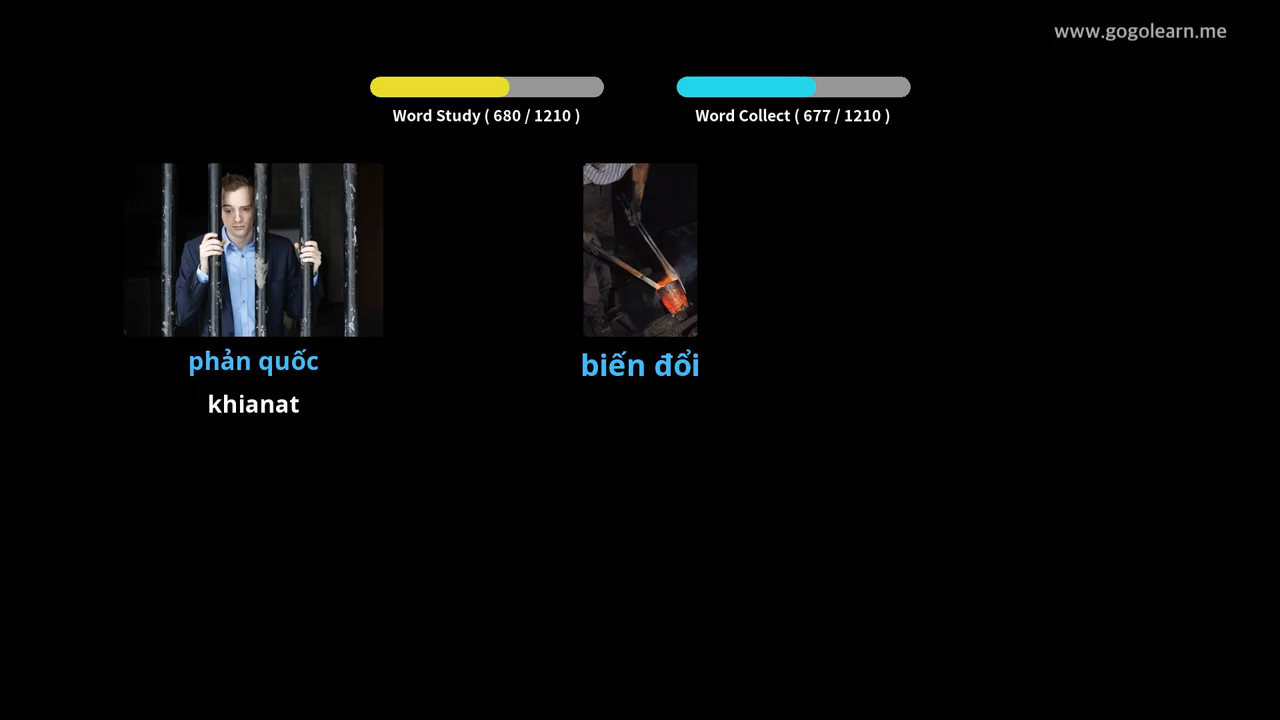 www.gogolearn.me
Word Study ( 680 / 1210 )
Word Collect ( 677 / 1210 )
phản quốc
khianat
biến đổi